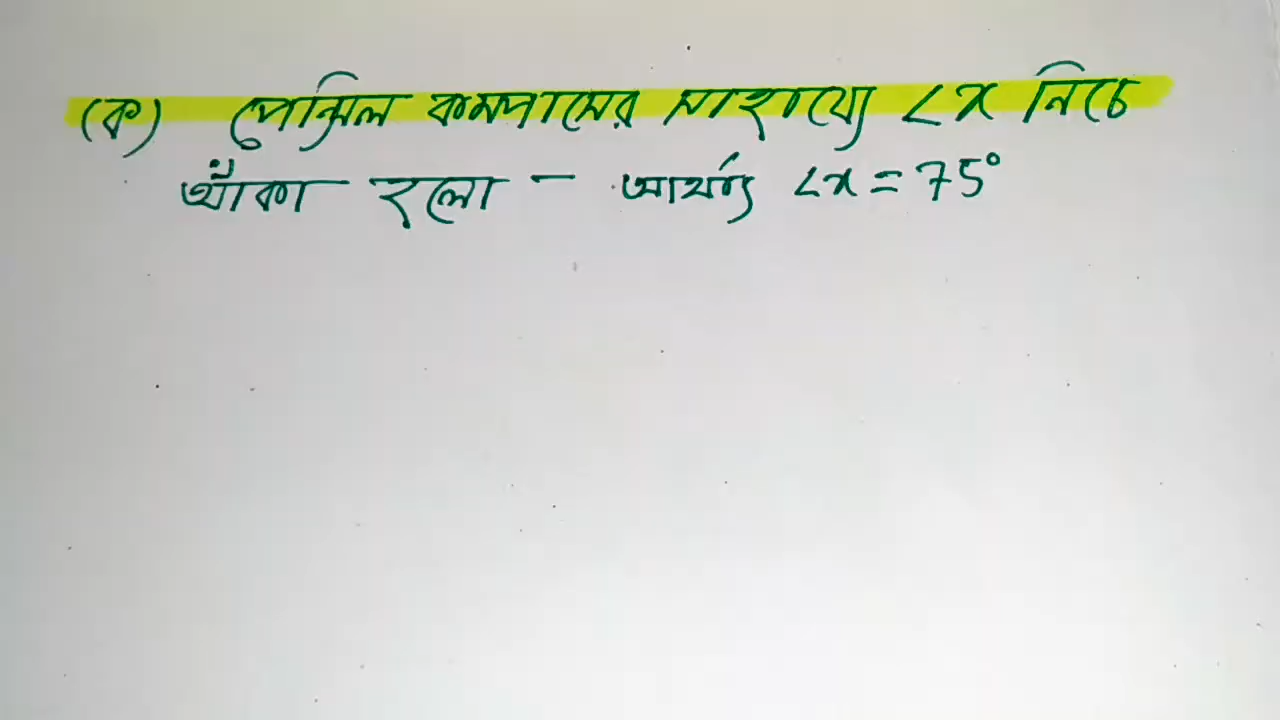 (ক) পেন্সিল কম্পাসের সাহায্যে ∠x নিচে
আঁকা হলো - অর্থাৎ ∠x = 75°